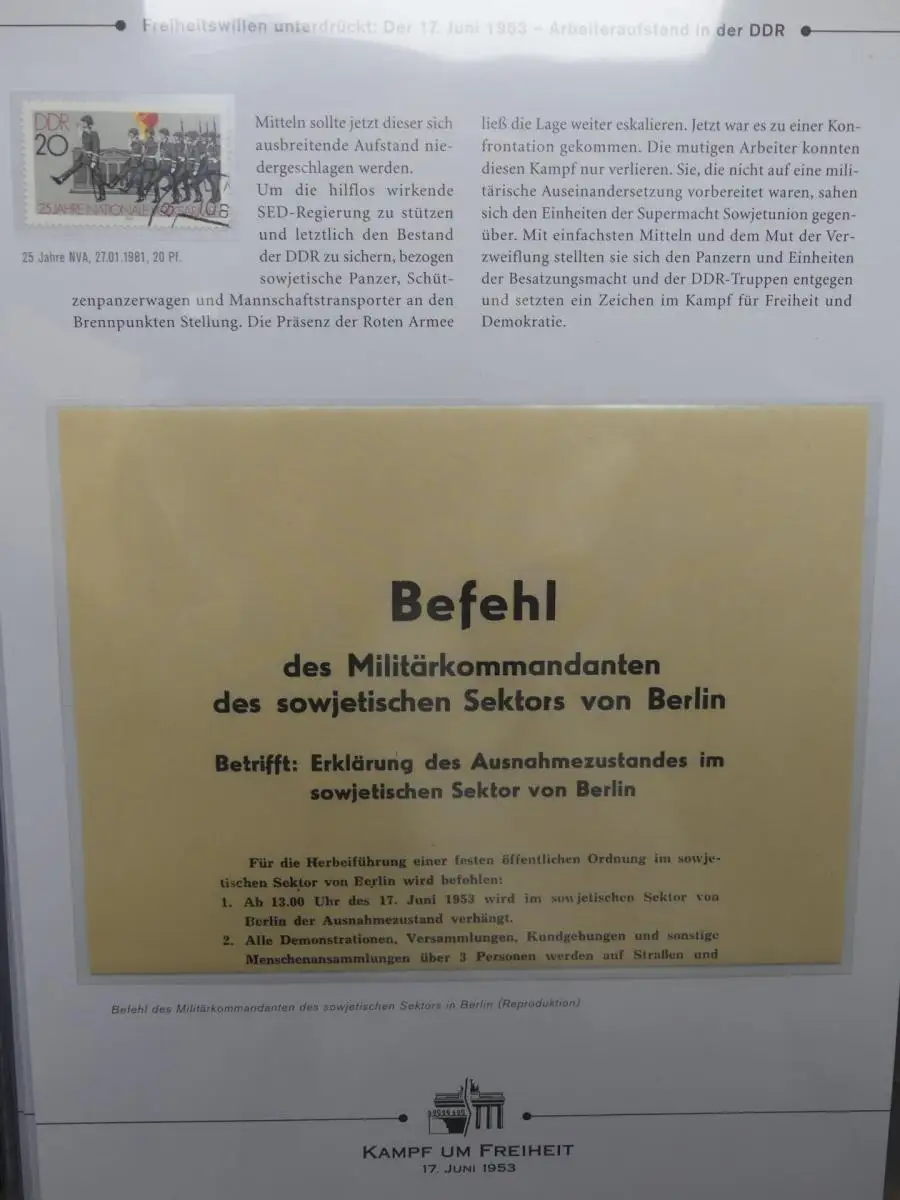 Freiheitswillen unterdrückt: Der 17. Juni 1953 – Arbeiteraufstand in der DDR
DDR
20
25 JAHRE NATIONALE
25 Jahre NVA, 27.01.1981, 20 Pf.
Mitteln sollte jetzt dieser sich
ausbreitende Aufstand nie-
dergeschlagen werden.
Um die hilflos wirkende
SED-Regierung zu stützen
und letztlich den Bestand
der DDR zu sichern, bezogen
sowjetische Panzer, Schüt-
zenpanzerwagen und Mannschaftstransporter an den
Brennpunkten Stellung. Die Präsenz der Roten Armee
ließ die Lage weiter eskalieren. Jetzt war es zu einer Kon-
frontation gekommen. Die mutigen Arbeiter konnten
diesen Kampf nur verlieren. Sie, die nicht auf eine mili-
tärische Auseinandersetzung vorbereitet waren, sahen
sich den Einheiten der Supermacht Sowjetunion gegen-
über. Mit einfachsten Mitteln und dem Mut der Ver-
zweiflung stellten sie sich den Panzern und Einheiten
der Besatzungsmacht und der DDR-Truppen entgegen
und setzten ein Zeichen im Kampf für Freiheit und
Demokratie.
Befehl
des Militärkommandanten
des sowjetischen Sektors von Berlin
Betrifft: Erklärung des Ausnahmezustandes im
sowjetischen Sektor von Berlin
Für die Herbeiführung einer festen öffentlichen Ordnung im sowje-
tischen Sektor von Berlin wird befohlen:
1. Ab 13.00 Uhr des 17. Juni 1953 wird im sowjetischen Sektor von
Berlin der Ausnahmezustand verhängt.
2. Alle Demonstrationen, Versammlungen, Kundgebungen und sonstige
Menschenansammlungen über 3 Personen werden auf Straßen und
Befehl des Militärkommandanten des sowjetischen Sektors in Berlin (Reproduktion)
KAMPF UM FREIHEIT
17. JUNI 1953